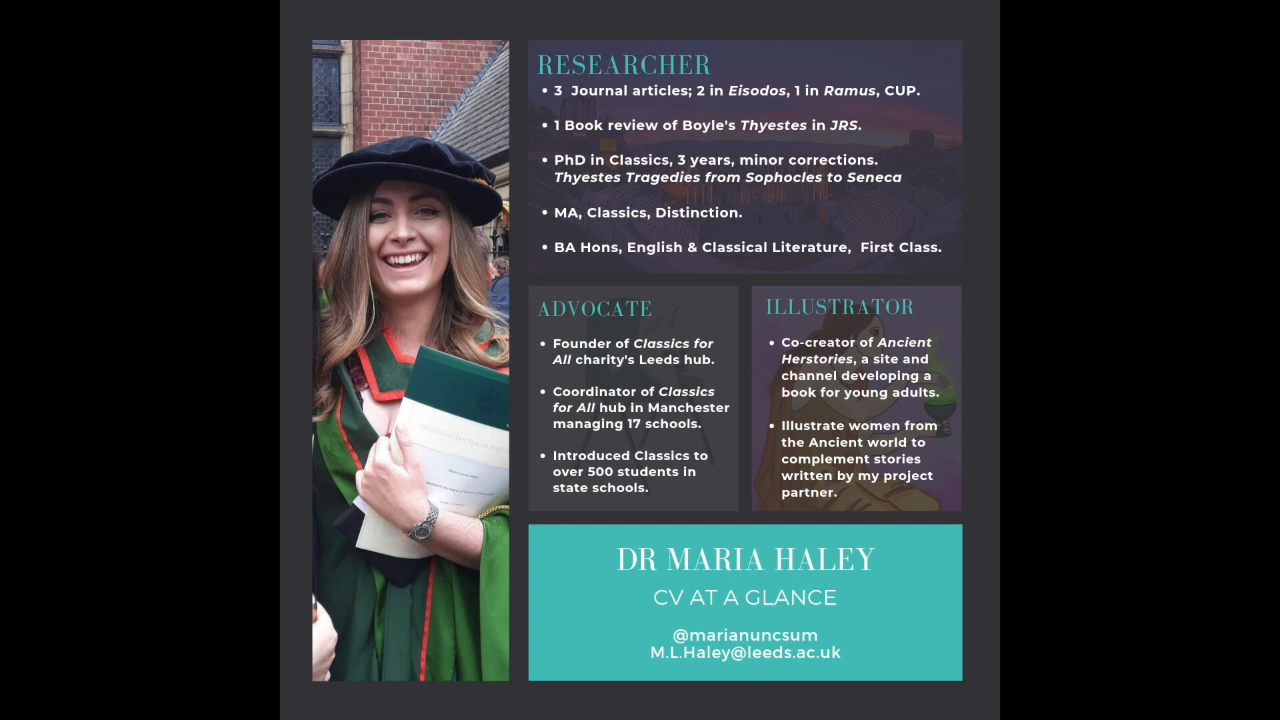 RESEARCHER
• 3 Journal articles; 2 in Eisodos, 1 in Ramus, CUP.
• 1 Book review of Boyle's Thyestes in JRS.
• PhD in Classics, 3 years, minor corrections.
Thyestes Tragedies from Sophocles to Seneca
• MA, Classics, Distinction.
• BA Hons, English & Classical Literature, First Class.
ADVOCATE
• Founder of Classics for
All charity's Leeds hub.
• Coordinator of Classics
for All hub in Manchester
managing 17 schools.
• Introduced Classics to
over 500 students in
state schools.
ILLUSTRATOR
• Co-creator of Ancient
Herstories, a site and
channel developing a
book for young adults.
• Illustrate women from
the Ancient world to
complement stories
written by my project
partner.
DR MARIA HALEY
CV AT A GLANCE
@marianuncsum
M.L.Haley@leeds.ac.uk